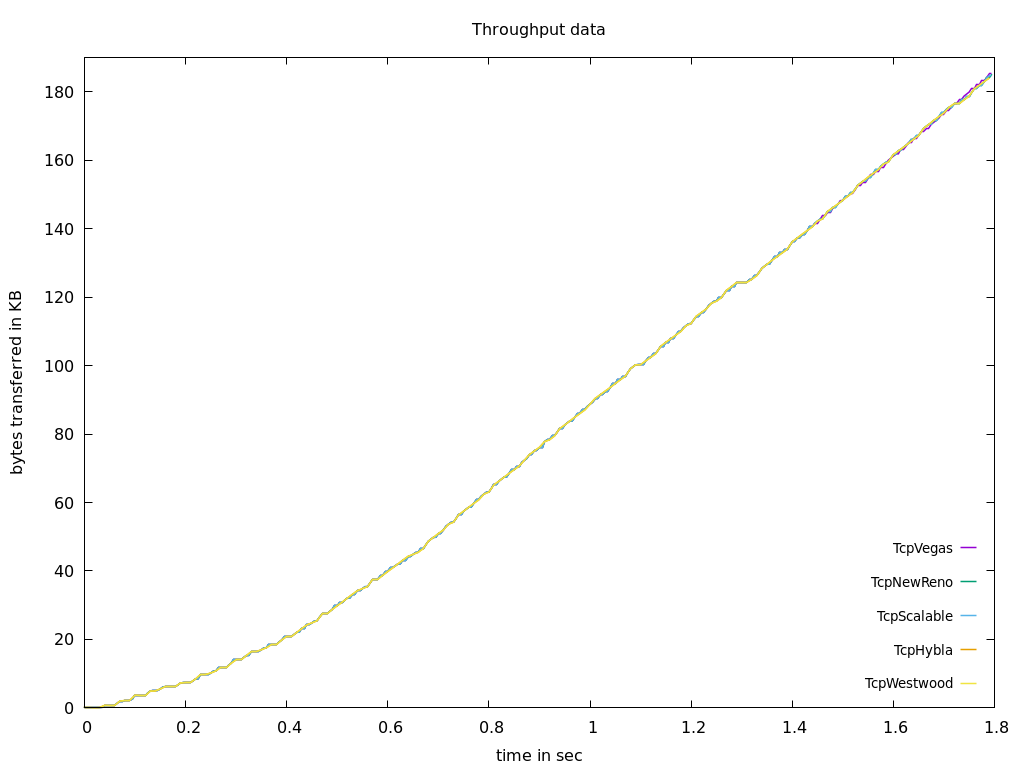 Throughput data
bytes transferred in KB
180
160
140
120
100
80
60
40
20
0
TcpVegas
TcpNewReno
TcpScalable
TcpHybla
TcpWestwood
0 0.2 0.4 0.6 0.8 1 1.2 1.4 1.6 1.8
time in sec